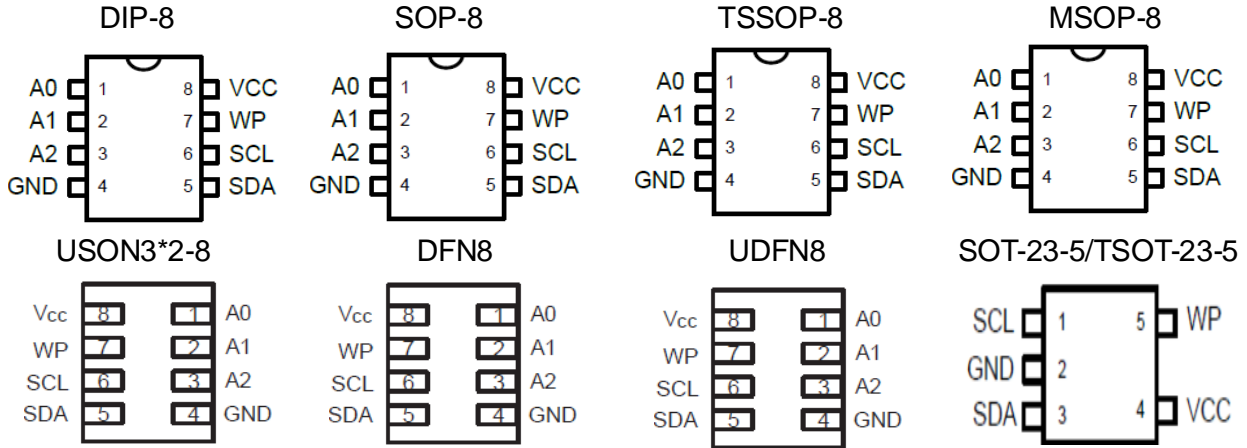 DIP-8 SOP-8 TSSOP-8 MSOP-8
A0 1 8 VCC
A1 2 7 WP
A2 3 6 SCL
GND 4 5 SDA
A0 1 8 VCC
A1 2 7 WP
A2 3 6 SCL
GND 4 5 SDA
A0 1 8 VCC
A1 2 7 WP
A2 3 6 SCL
GND 4 5 SDA
A0 1 8 VCC
A1 2 7 WP
A2 3 6 SCL
GND 4 5 SDA
USON3*2-8 DFN8 UDFN8 SOT-23-5/TSOT-23-5
Vcc 8 1 A0
WP 7 2 A1
SCL 6 3 A2
SDA 5 4 GND
Vcc 8 1 A0
WP 7 2 A1
SCL 6 3 A2
SDA 5 4 GND
Vcc 8 1 A0
WP 7 2 A1
SCL 6 3 A2
SDA 5 4 GND
SCL 1 5 WP
GND 2
SDA 3 4 VCC